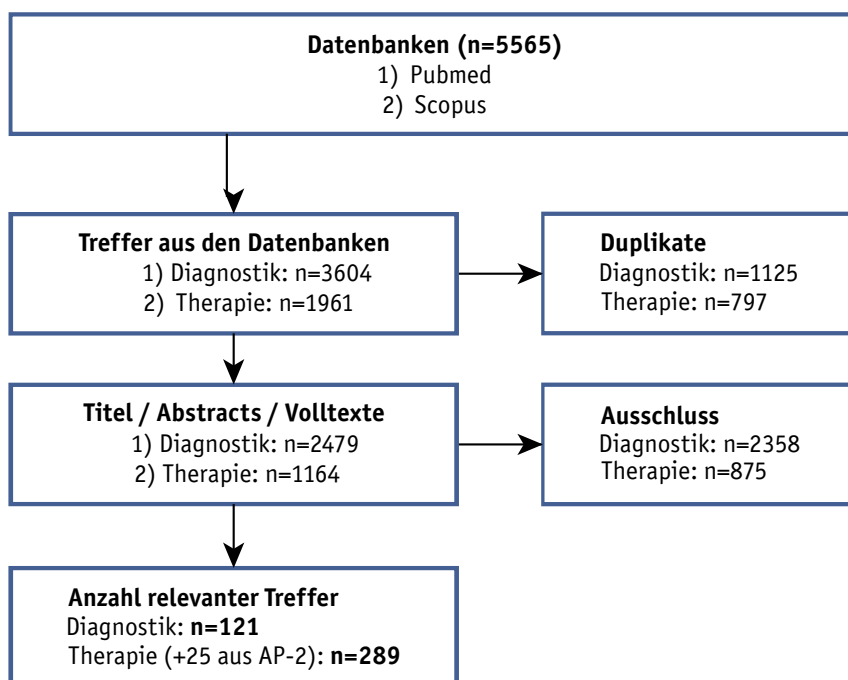 Datenbanken (n=5565)
1) Pubmed
2) Scopus
Treffer aus den Datenbanken
1) Diagnostik: n=3604
2) Therapie: n=1961
Duplikate
Diagnostik: n=1125
Therapie: n=797
Titel / Abstracts / Volltexte
1) Diagnostik: n=2479
2) Therapie: n=1164
Ausschluss
Diagnostik: n=2358
Therapie: n=875
Anzahl relevanter Treffer
Diagnostik: n=121
Therapie (+25 aus AP-2): n=289